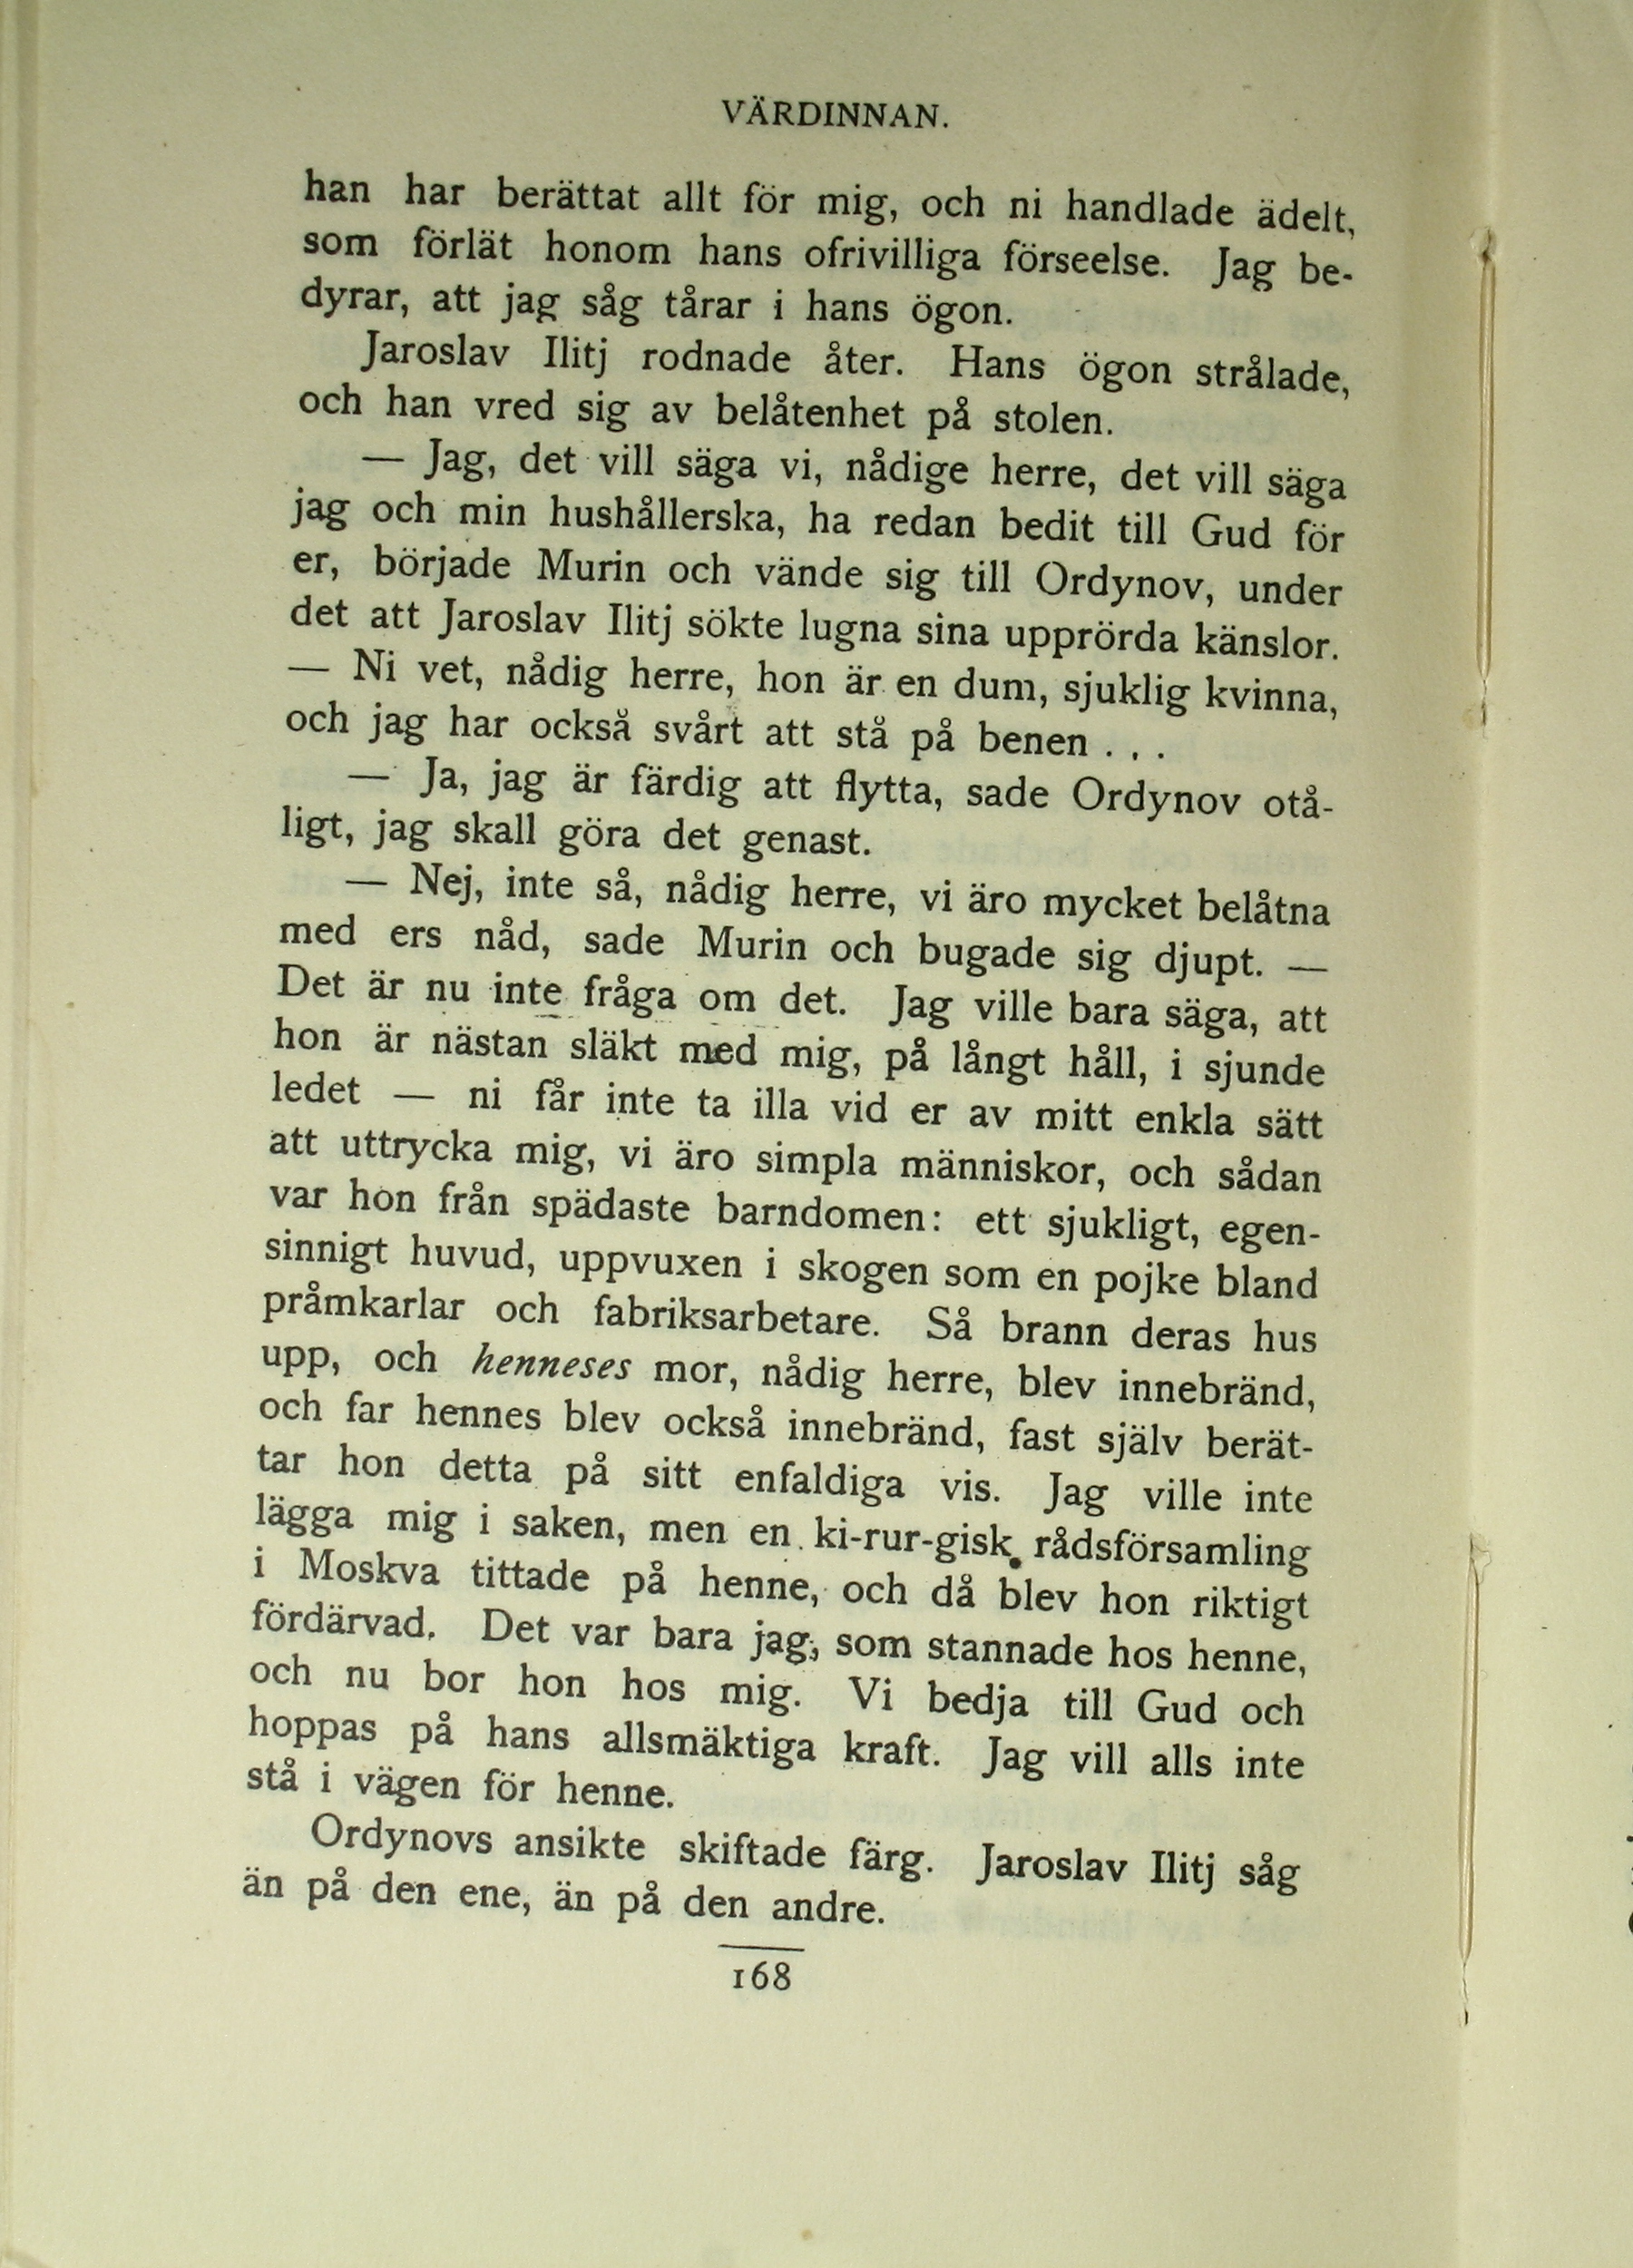 VÄRDINNAN.
han har berättat allt för mig, och ni handlade ädelt,
som förlät honom hans ofrivilliga förseelse. Jag be-
dyrar, att jag såg tårar i hans ögon.
Jaroslav Ilitj rodnade åter. Hans ögon strålade,
och han vred sig av belåtenhet på stolen.
— Jag, det vill säga vi, nådige herre, det vill säga
jag och min hushållerska, ha redan bedit till Gud för
er, började Murin och vände sig till Ordynov, under
det att Jaroslav Ilitj sökte lugna sina upprörda känslor.
— Ni vet, nådig herre, hon är en dum, sjuklig kvinna,
och jag har också svårt att stå på benen . . .
— Ja, jag är färdig att flytta, sade Ordynov otå-
ligt, jag skall göra det genast.
— Nej, inte så, nådig herre, vi äro mycket belåtna
med ers nåd, sade Murin och bugade sig djupt. —
Det är nu inte fråga om det. Jag ville bara säga, att
hon är nästan släkt med mig, på långt håll, i sjunde
ledet — ni får inte ta illa vid er av mitt enkla sätt
att uttrycka mig, vi äro simpla människor, och sådan
var hon från spädaste barndomen: ett sjukligt, egen-
sinnigt huvud, uppvuxen i skogen som en pojke bland
pråmkarlar och fabriksarbetare. Så brann deras hus
upp, och henneses mor, nådig herre, blev innebränd,
och far hennes blev också innebränd, fast själv berät-
tar hon detta på sitt enfaldiga vis. Jag ville inte
lägga mig i saken, men en ki-rur-gisk rådsförsamling
i Moskva tittade på henne, och då blev hon riktigt
fördärvad. Det var bara jag, som stannade hos henne,
och nu bor hon hos mig. Vi bedja till Gud och
hoppas på hans allsmäktiga kraft. Jag vill alls inte
stå i vägen för henne.
Ordynovs ansikte skiftade färg. Jaroslav Ilitj såg
än på den ene, än på den andre.
168